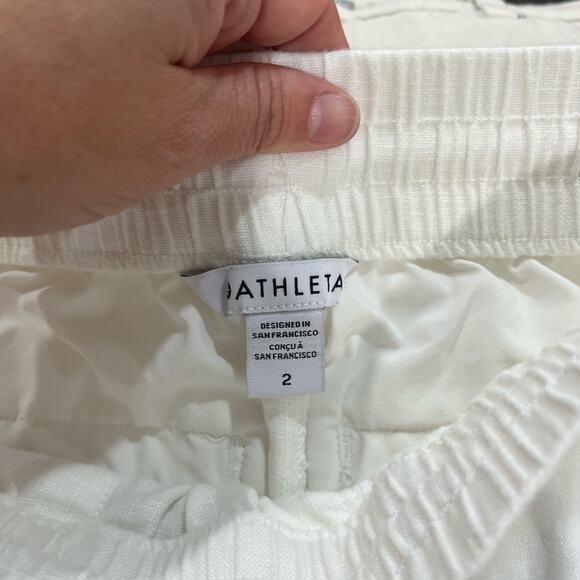 ATHLETA
DESIGNED IN
SAN FRANCISCO
CONÇU À
SAN FRANCISCO
2